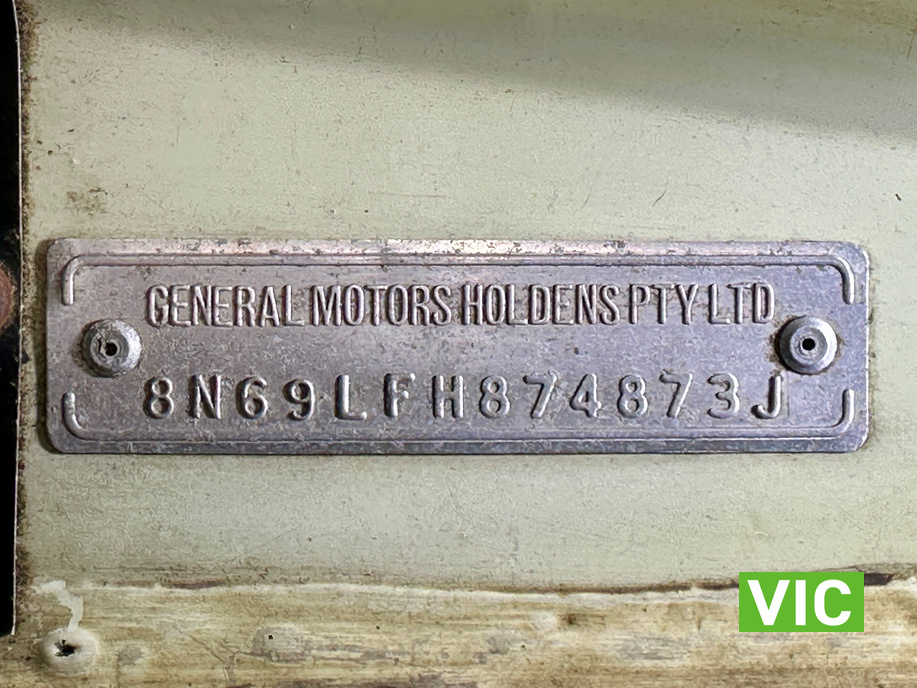 GENERAL MOTORS HOLDENS PTY LTD
8N69LFH874873J
VIC